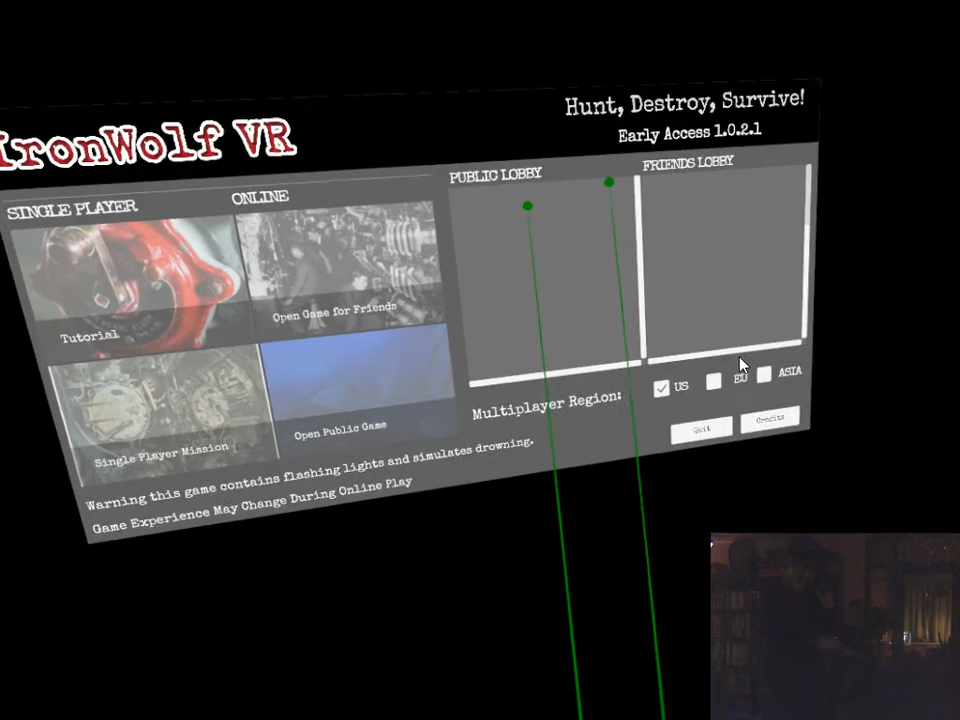 IronWolf VR
Hunt, Destroy, Survive!
Early Access 1.0.2.1
SINGLE PLAYER
ONLINE
PUBLIC LOBBY
FRIENDS LOBBY
Tutorial
Open Game for Friends
Single Player Mission
Open Public Game
Multiplayer Region:
US
EU
ASIA
Quit
Credits
Warning this game contains flashing lights and simulates drowning.
Game Experience May Change During Online Play